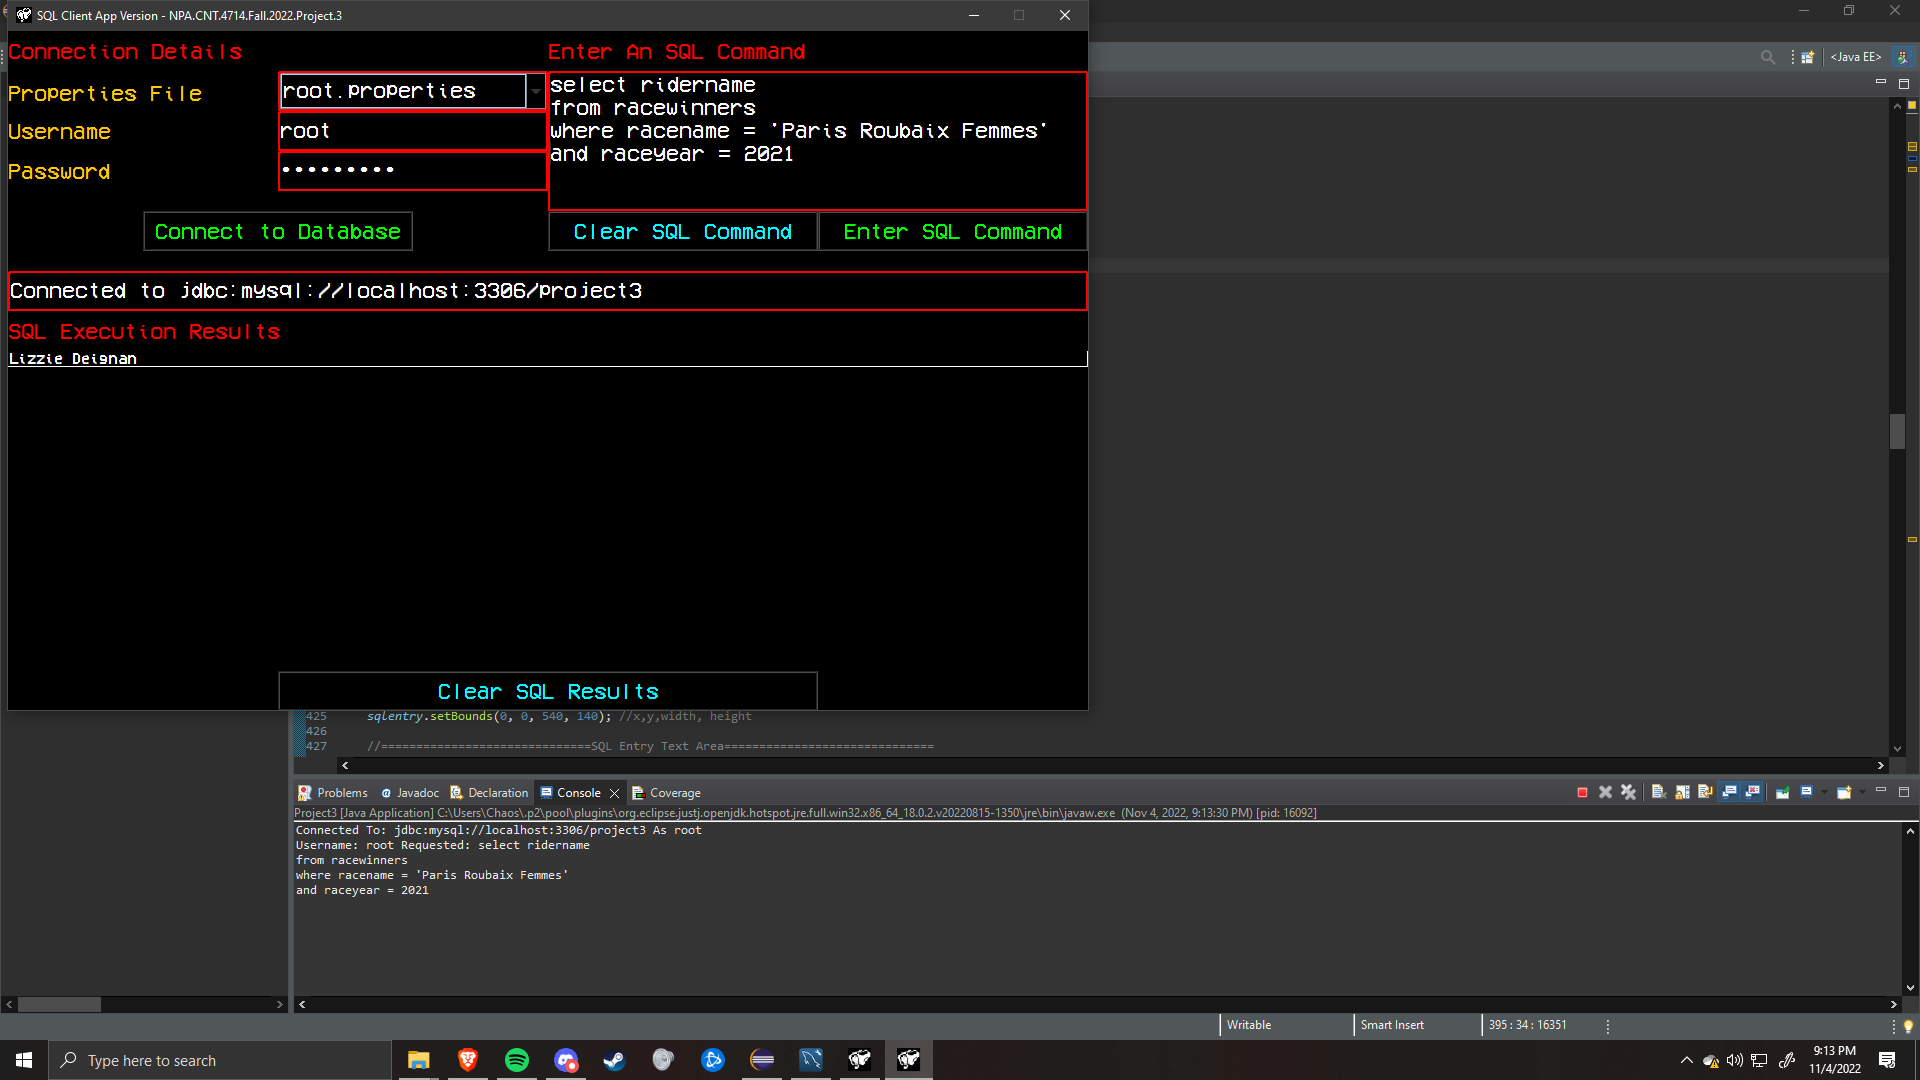 SQL Client App Version - NPA.CNT.4714.Fall.2022.Project.3
Connection Details
Properties File
root.properties
Username
root
Password
•••••••••
Connect to Database
Enter An SQL Command
select ridername
from racewinners
where racename = 'Paris Roubaix Femmes'
and raceyear = 2021
Clear SQL Command
Enter SQL Command
Connected to jdbc:mysql://localhost:3306/project3
SQL Execution Results
Lizzie Deignan
Clear SQL Results
<Java EE>
425 sqlentry.setBounds(0, 0, 540, 140); //x,y,width, height
426
427 //==============================SQL Entry Text Area==============================
Problems
Javadoc
Declaration
Console
Coverage
Project3 [Java Application] C:\Users\Chaos\.p2\pool\plugins\org.eclipse.justj.openjdk.hotspot.jre.full.win32.x86_64_18.0.2.v20220815-1350\jre\bin\javaw.exe (Nov 4, 2022, 9:13:30 PM) [pid: 16092]
Connected To: jdbc:mysql://localhost:3306/project3 As root
Username: root Requested: select ridername
from racewinners
where racename = 'Paris Roubaix Femmes'
and raceyear = 2021
Writable
Smart Insert
395 : 34 : 16351
Type here to search
9:13 PM
11/4/2022